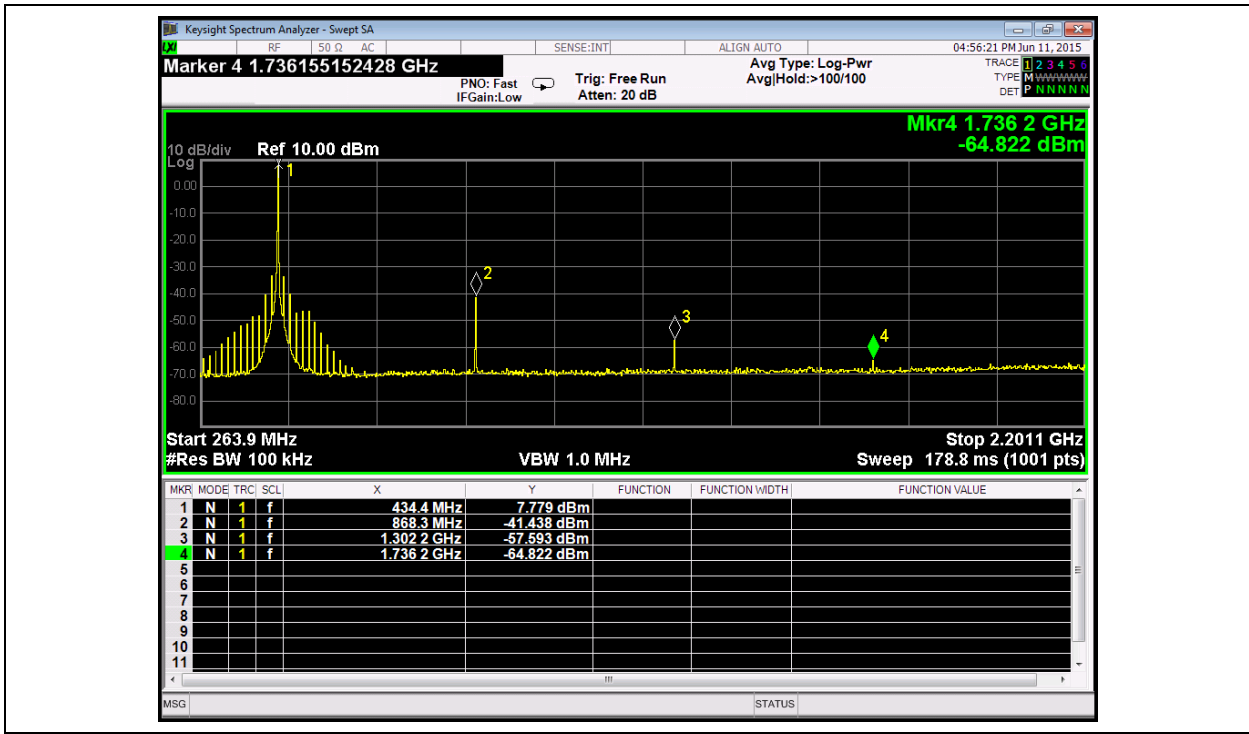 Keysight Spectrum Analyzer - Swept SA
LXI RF 50 Ω AC SENSE:INT ALIGN AUTO 04:56:21 PM Jun 11, 2015
Marker 4 1.736155152428 GHz
PNO: Fast
IFGain:Low
Trig: Free Run
Atten: 20 dB
Avg Type: Log-Pwr
Avg|Hold:>100/100
TRACE 1 2 3 4 5 6
TYPE M WWWWW
DET P N N N N N
Mkr4 1.736 2 GHz
-64.822 dBm
10 dB/div Ref 10.00 dBm
Log
0.00
-10.0
-20.0
-30.0
-40.0
-50.0
-60.0
-70.0
-80.0
1
2
3
4
Start 263.9 MHz Stop 2.2011 GHz
#Res BW 100 kHz VBW 1.0 MHz Sweep 178.8 ms (1001 pts)
MKR MODE TRC SCL X Y FUNCTION FUNCTION WIDTH FUNCTION VALUE
1 N 1 f 434.4 MHz 7.779 dBm
2 N 1 f 868.3 MHz -41.438 dBm
3 N 1 f 1.302 2 GHz -57.593 dBm
4 N 1 f 1.736 2 GHz -64.822 dBm
5
6
7
8
9
10
11
MSG STATUS